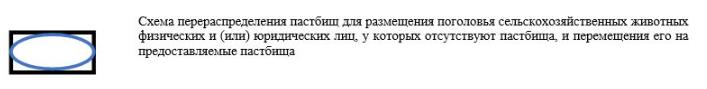 Схема перераспределения пастбищ для размещения поголовья сельскохозяйственных животных
физических и (или) юридических лиц, у которых отсутствуют пастбища, и перемещения его на
предоставляемые пастбища